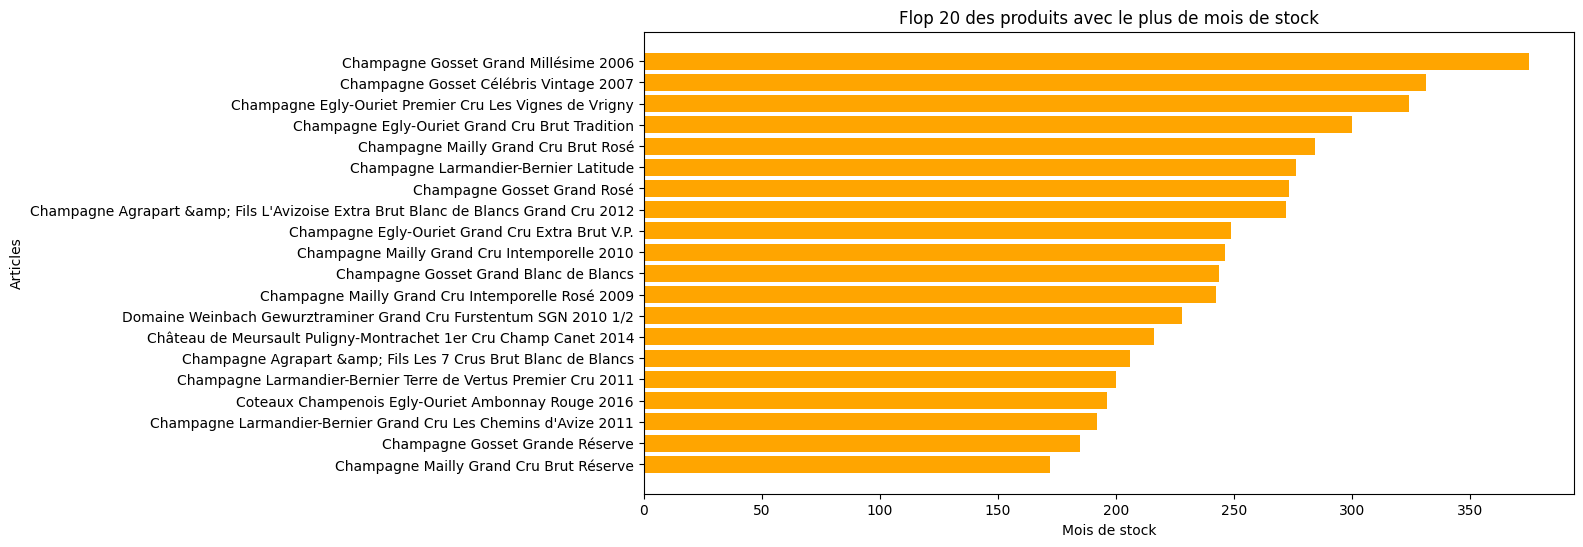 Flop 20 des produits avec le plus de mois de stock
Articles
Champagne Gosset Grand Millésime 2006
Champagne Gosset Célébris Vintage 2007
Champagne Egly-Ouriet Premier Cru Les Vignes de Vrigny
Champagne Egly-Ouriet Grand Cru Brut Tradition
Champagne Mailly Grand Cru Brut Rosé
Champagne Larmandier-Bernier Latitude
Champagne Gosset Grand Rosé
Champagne Agrapart &amp; Fils L'Avizoise Extra Brut Blanc de Blancs Grand Cru 2012
Champagne Egly-Ouriet Grand Cru Extra Brut V.P.
Champagne Mailly Grand Cru Intemporelle 2010
Champagne Gosset Grand Blanc de Blancs
Champagne Mailly Grand Cru Intemporelle Rosé 2009
Domaine Weinbach Gewurztraminer Grand Cru Furstentum SGN 2010 1/2
Château de Meursault Puligny-Montrachet 1er Cru Champ Canet 2014
Champagne Agrapart &amp; Fils Les 7 Crus Brut Blanc de Blancs
Champagne Larmandier-Bernier Terre de Vertus Premier Cru 2011
Coteaux Champenois Egly-Ouriet Ambonnay Rouge 2016
Champagne Larmandier-Bernier Grand Cru Les Chemins d'Avize 2011
Champagne Gosset Grande Réserve
Champagne Mailly Grand Cru Brut Réserve
0 50 100 150 200 250 300 350
Mois de stock